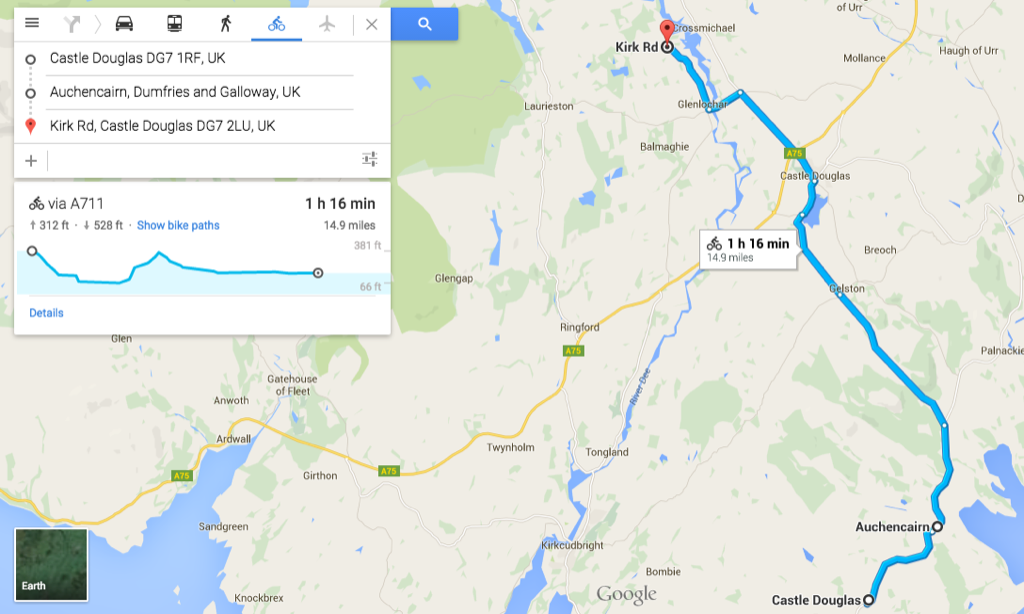 Castle Douglas DG7 1RF, UK
Auchencairn, Dumfries and Galloway, UK
Kirk Rd, Castle Douglas DG7 2LU, UK
via A711
1 h 16 min
↑ 312 ft · ↓ 528 ft · Show bike paths
14.9 miles
381 ft
66 ft
Details
of Urr
Crossmichael
Kirk Rd
Haugh of Urr
Mollance
Laurieston
Glenlochar
Balmaghie
A75
Castle Douglas
1 h 16 min
14.9 miles
Breoch
Glengap
Gelston
Ringford
A75
Palnackie
Glen
River Dee
Gatehouse
of Fleet
Anwoth
Ardwall
Twynholm
Tongland
A75
A75
Girthon
Sandgreen
Auchencairn
Kirkcudbright
Bombie
Earth
Knockbrex
Google
Castle Douglas